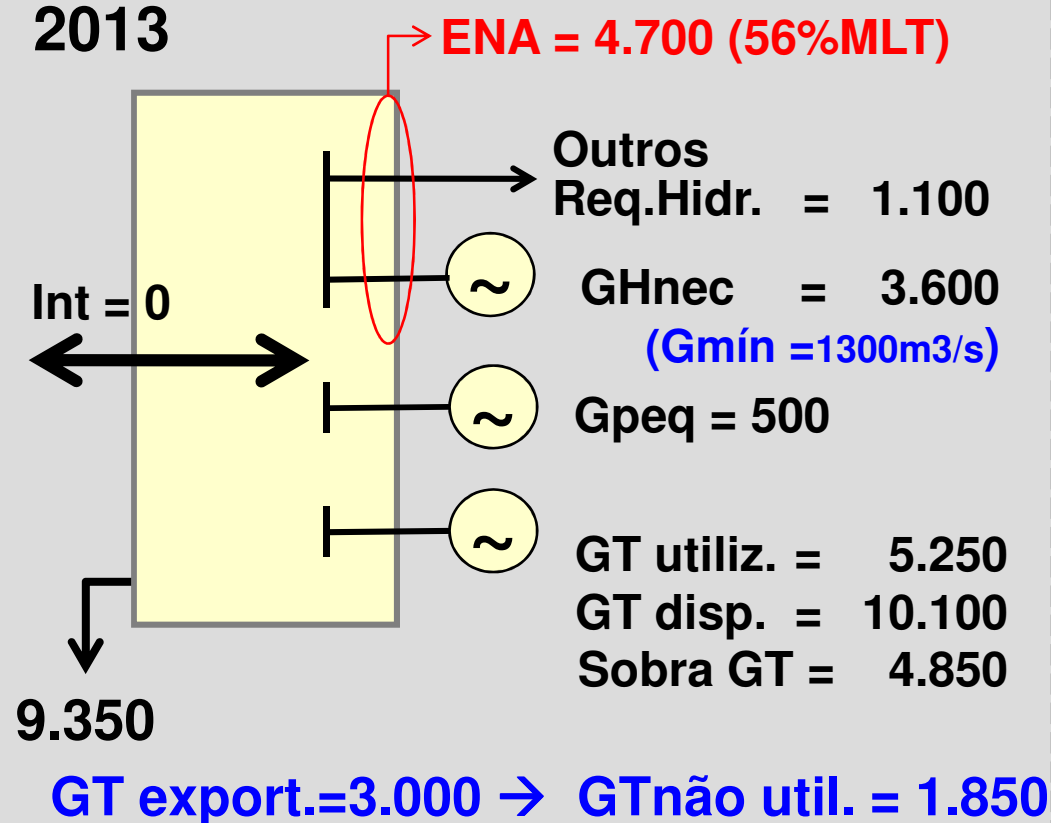 2013
ENA = 4.700 (56%MLT)
Outros
Req.Hidr. = 1.100
Int = 0
~ GHnec = 3.600
(Gmín =1300m3/s)
~ Gpeq = 500
~
GT utiliz. = 5.250
GT disp. = 10.100
Sobra GT = 4.850
9.350
GT export.=3.000 → GTnão util. = 1.850